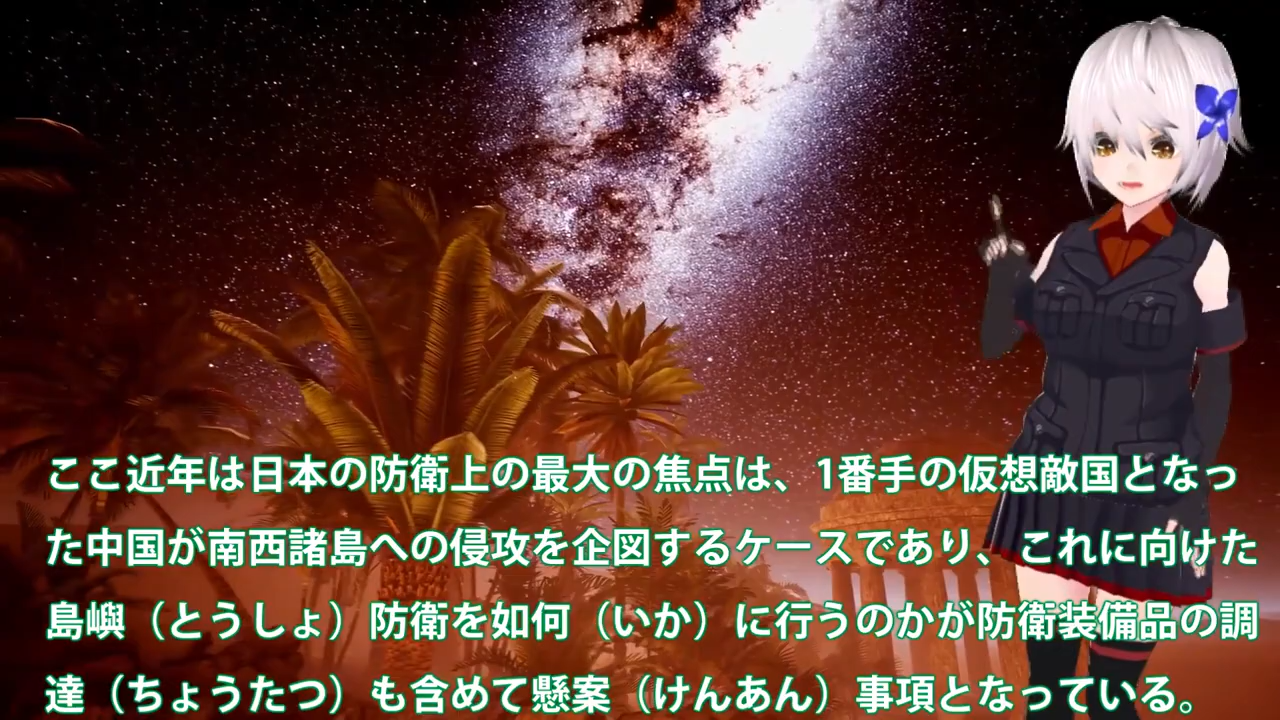 ここ近年は日本の防衛上の最大の焦点は、1番手の仮想敵国となっ
た中国が南西諸島への侵攻を企図するケースであり、これに向けた
島嶼（とうしょ）防衛を如何（いか）に行うのかが防衛装備品の調
達（ちょうたつ）も含めて懸案（けんあん）事項となっている。